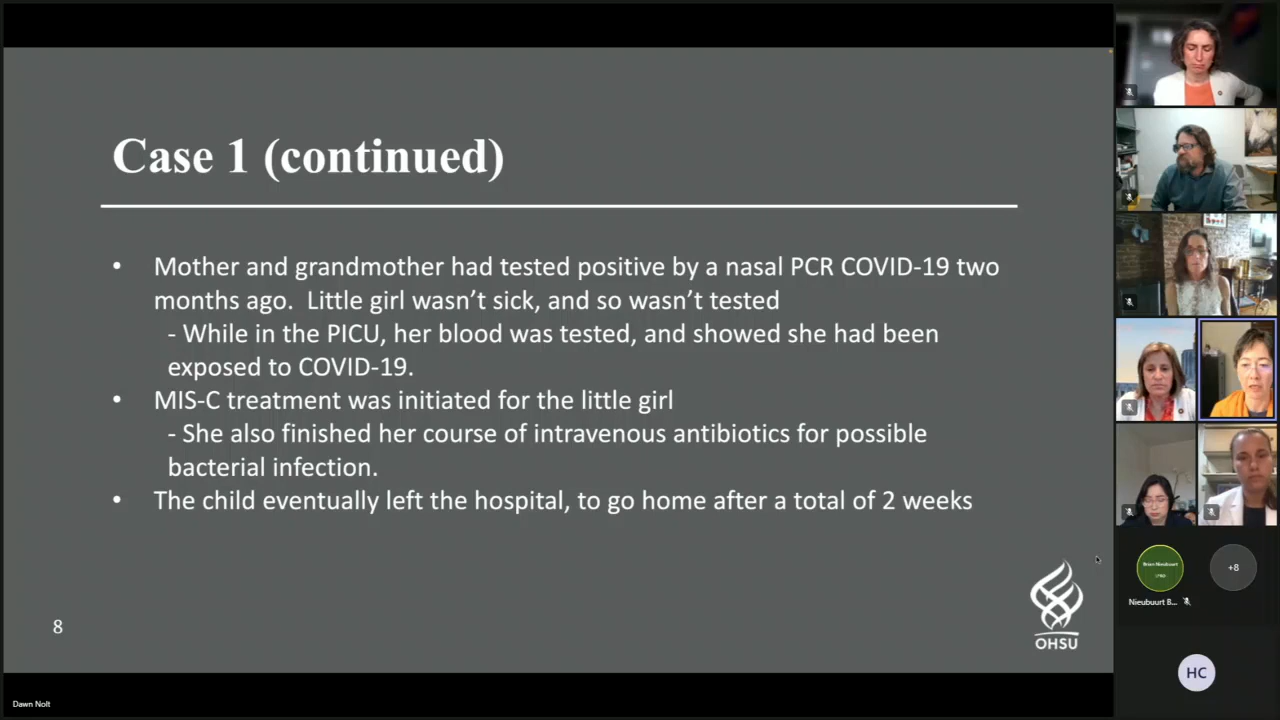 Case 1 (continued)
• Mother and grandmother had tested positive by a nasal PCR COVID-19 two
months ago. Little girl wasn't sick, and so wasn't tested
- While in the PICU, her blood was tested, and showed she had been
exposed to COVID-19.
• MIS-C treatment was initiated for the little girl
- She also finished her course of intravenous antibiotics for possible
bacterial infection.
• The child eventually left the hospital, to go home after a total of 2 weeks
8
OHSU
Dawn Nolt
Brian Nieubuurt
Nieubuurt B...
+8
HC